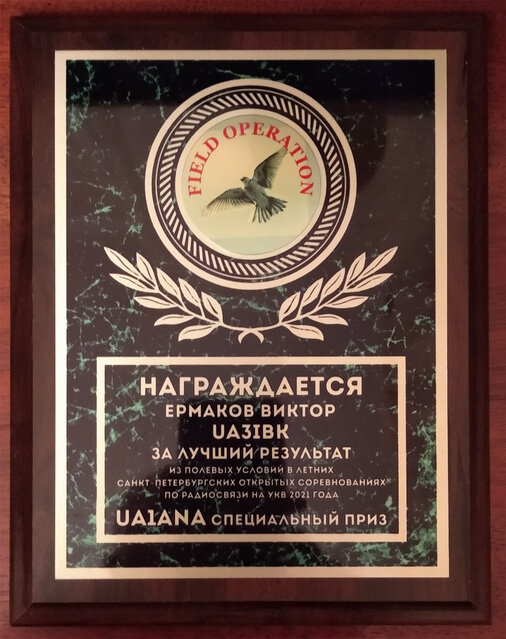 FIELD OPERATION
НАГРАЖДАЕТСЯ
ЕРМАКОВ ВИКТОР
UA3IBK
ЗА ЛУЧШИЙ РЕЗУЛЬТАТ
ИЗ ПОЛЕВЫХ УСЛОВИЙ В ЛЕТНИХ
САНКТ-ПЕТЕРБУРГСКИХ ОТКРЫТЫХ СОРЕВНОВАНИЯХ
ПО РАДИОСВЯЗИ НА УКВ 2021 ГОДА
UA1ANA СПЕЦИАЛЬНЫЙ ПРИЗ